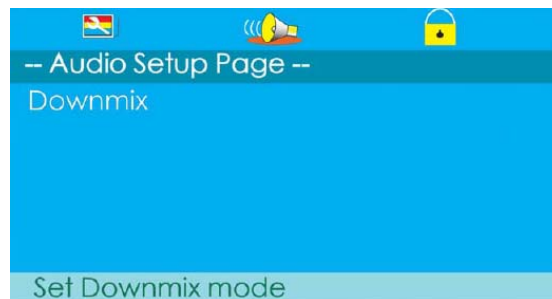 -- Audio Setup Page --
Downmix
Set Downmix mode